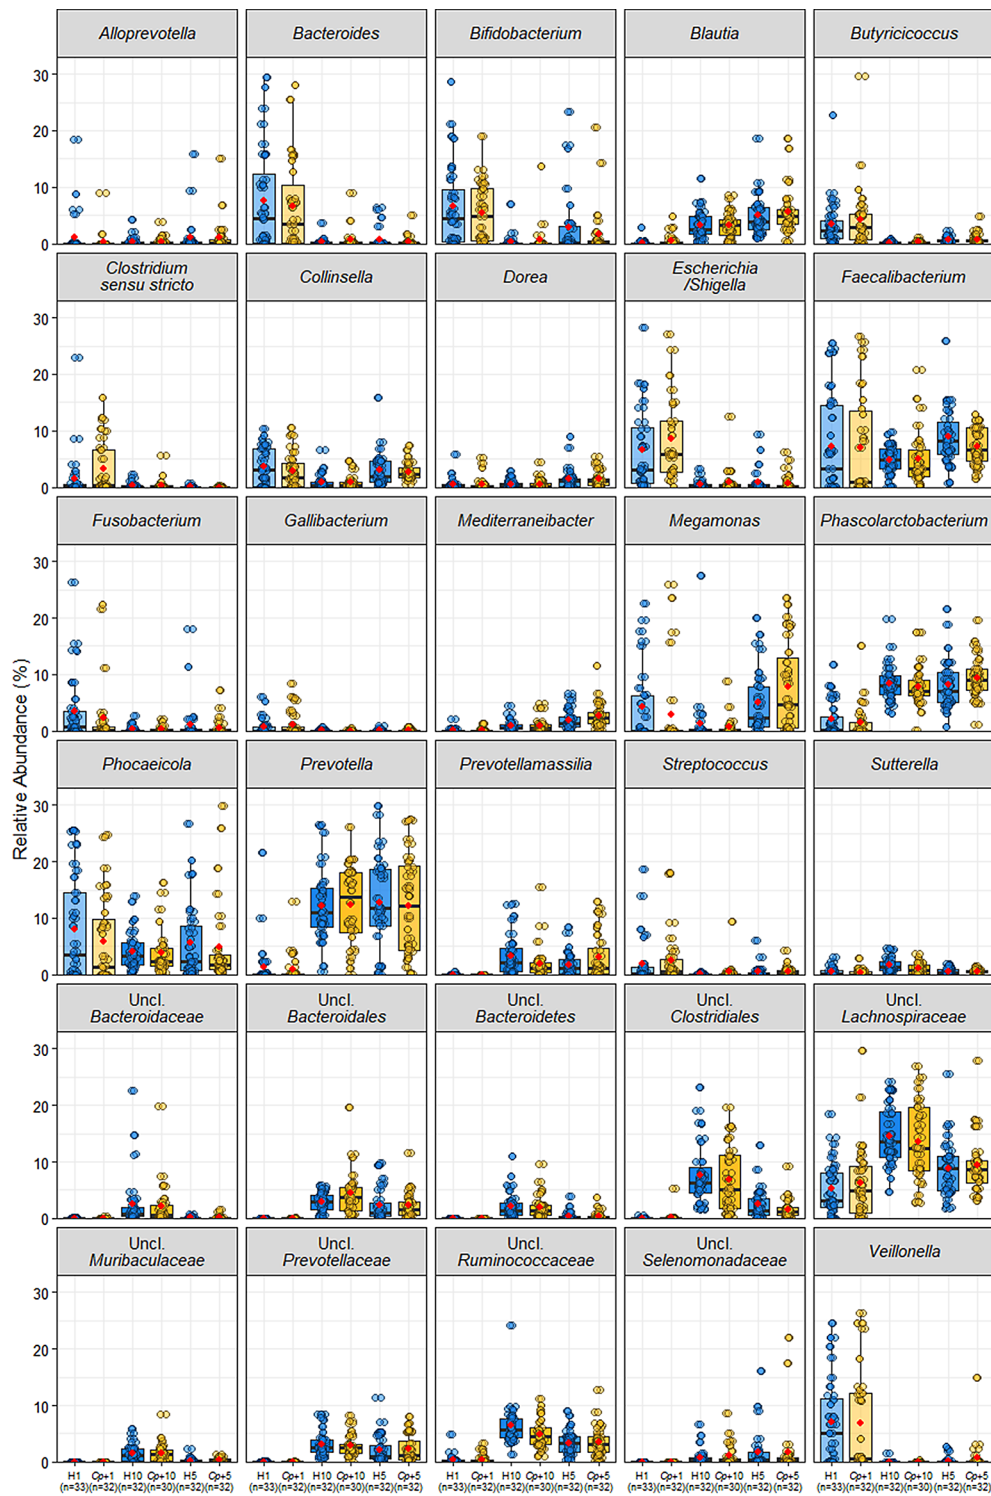 Alloprevotella
Bacteroides
Bifidobacterium
Blautia
Butyricicoccus
30
20
10
0
Clostridium
sensu stricto
Collinsella
Dorea
Escherichia
/Shigella
Faecalibacterium
30
20
10
0
Fusobacterium
Gallibacterium
Mediterraneibacter
Megamonas
Phascolarctobacterium
30
20
10
0
Relative Abundance (%)
Phocaeicola
Prevotella
Prevotellamassilia
Streptococcus
Sutterella
30
20
10
0
Uncl.
Bacteroidaceae
Uncl.
Bacteroidales
Uncl.
Bacteroidetes
Uncl.
Clostridiales
Uncl.
Lachnospiraceae
30
20
10
0
Uncl.
Muribaculaceae
Uncl.
Prevotellaceae
Uncl.
Ruminococcaceae
Uncl.
Selenomonadaceae
Veillonella
30
20
10
0
H1 Cp+1 H10 Cp+10 H5 Cp+5
(n=33) (n=32) (n=32) (n=30) (n=32) (n=32)
H1 Cp+1 H10 Cp+10 H5 Cp+5
(n=33) (n=32) (n=32) (n=30) (n=32) (n=32)
H1 Cp+1 H10 Cp+10 H5 Cp+5
(n=33) (n=32) (n=32) (n=30) (n=32) (n=32)
H1 Cp+1 H10 Cp+10 H5 Cp+5
(n=33) (n=32) (n=32) (n=30) (n=32) (n=32)
H1 Cp+1 H10 Cp+10 H5 Cp+5
(n=33) (n=32) (n=32) (n=30) (n=32) (n=32)